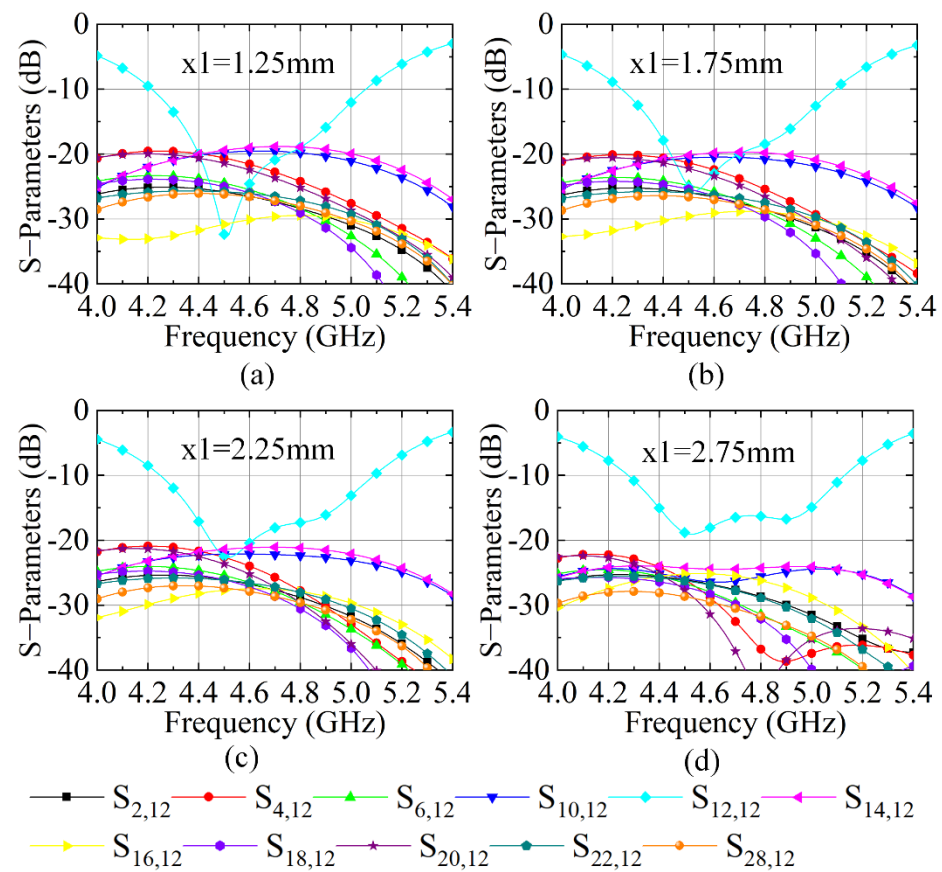 0
-10
-20
-30
-40
S−Parameters (dB)
x1=1.25mm
4.0 4.2 4.4 4.6 4.8 5.0 5.2 5.4
Frequency (GHz)
(a)
0
-10
-20
-30
-40
S−Parameters (dB)
x1=1.75mm
4.0 4.2 4.4 4.6 4.8 5.0 5.2 5.4
Frequency (GHz)
(b)
0
-10
-20
-30
-40
S−Parameters (dB)
x1=2.25mm
4.0 4.2 4.4 4.6 4.8 5.0 5.2 5.4
Frequency (GHz)
(c)
0
-10
-20
-30
-40
S−Parameters (dB)
x1=2.75mm
4.0 4.2 4.4 4.6 4.8 5.0 5.2 5.4
Frequency (GHz)
(d)
S2,12 S4,12 S6,12 S10,12 S12,12 S14,12
S16,12 S18,12 S20,12 S22,12 S28,12